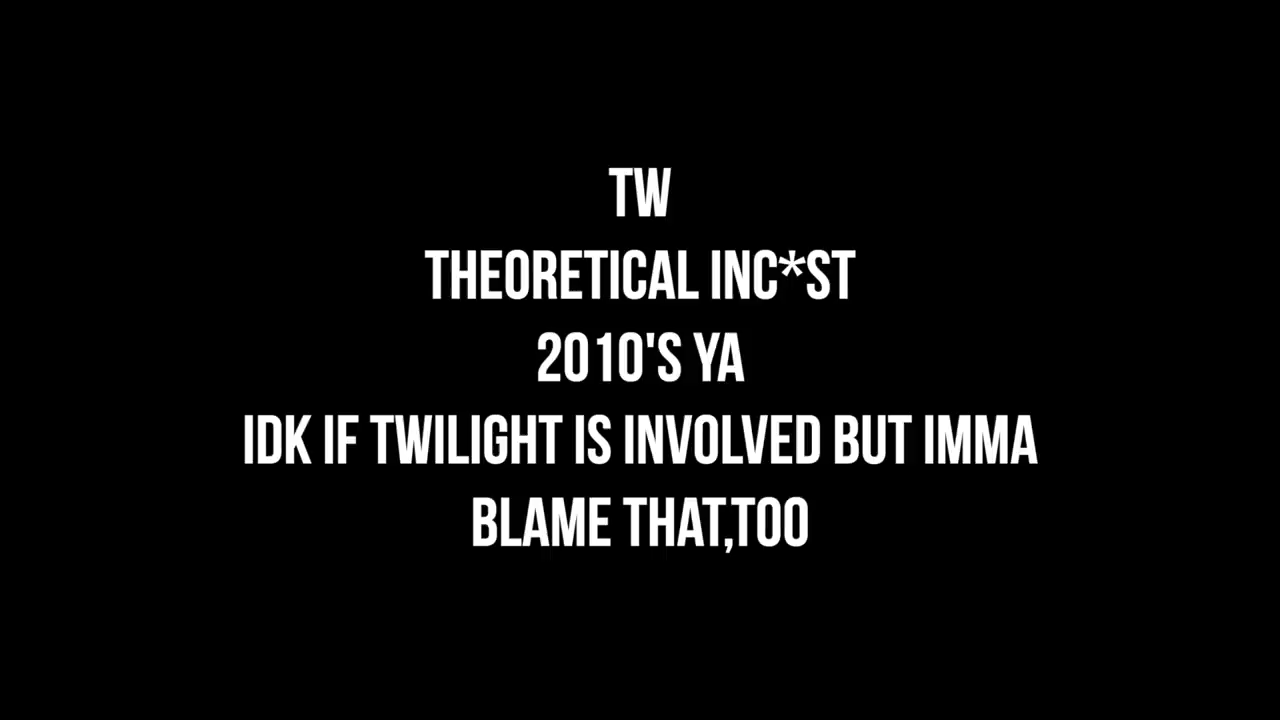 TW
THEORETICAL INC*ST
2010'S YA
IDK IF TWILIGHT IS INVOLVED BUT IMMA
BLAME THAT,TOO